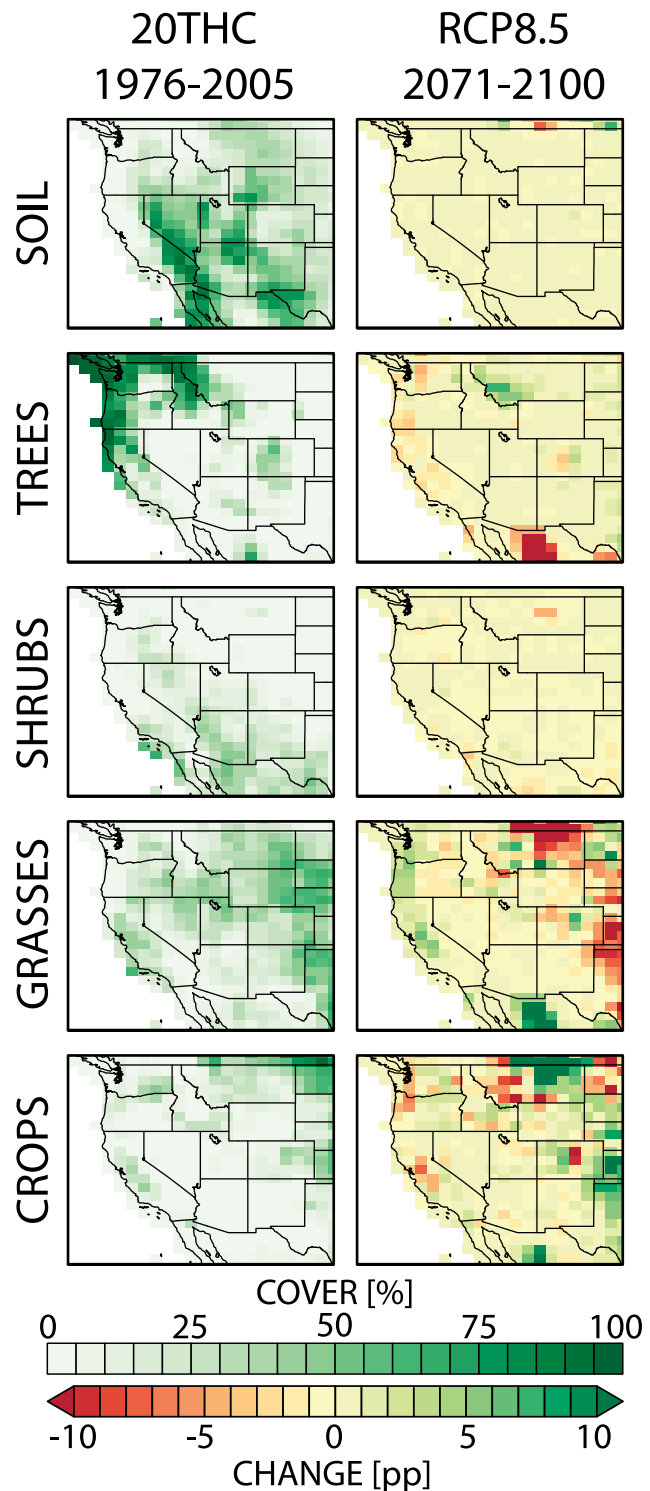 20THC RCP8.5
1976-2005 2071-2100
SOIL
TREES
SHRUBS
GRASSES
CROPS
COVER [%]
0 25 50 75 100
-10 -5 0 5 10
CHANGE [pp]